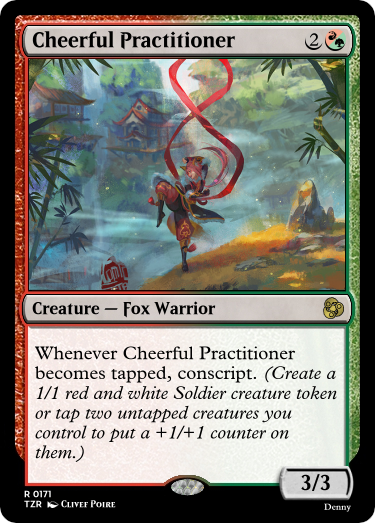 Cheerful Practitioner 2
Creature — Fox Warrior
Whenever Cheerful Practitioner
becomes tapped, conscript. (Create a
1/1 red and white Soldier creature token
or tap two untapped creatures you
control to put a +1/+1 counter on
them.)
3/3
R 0171
TZR Clivef Poire
Denny